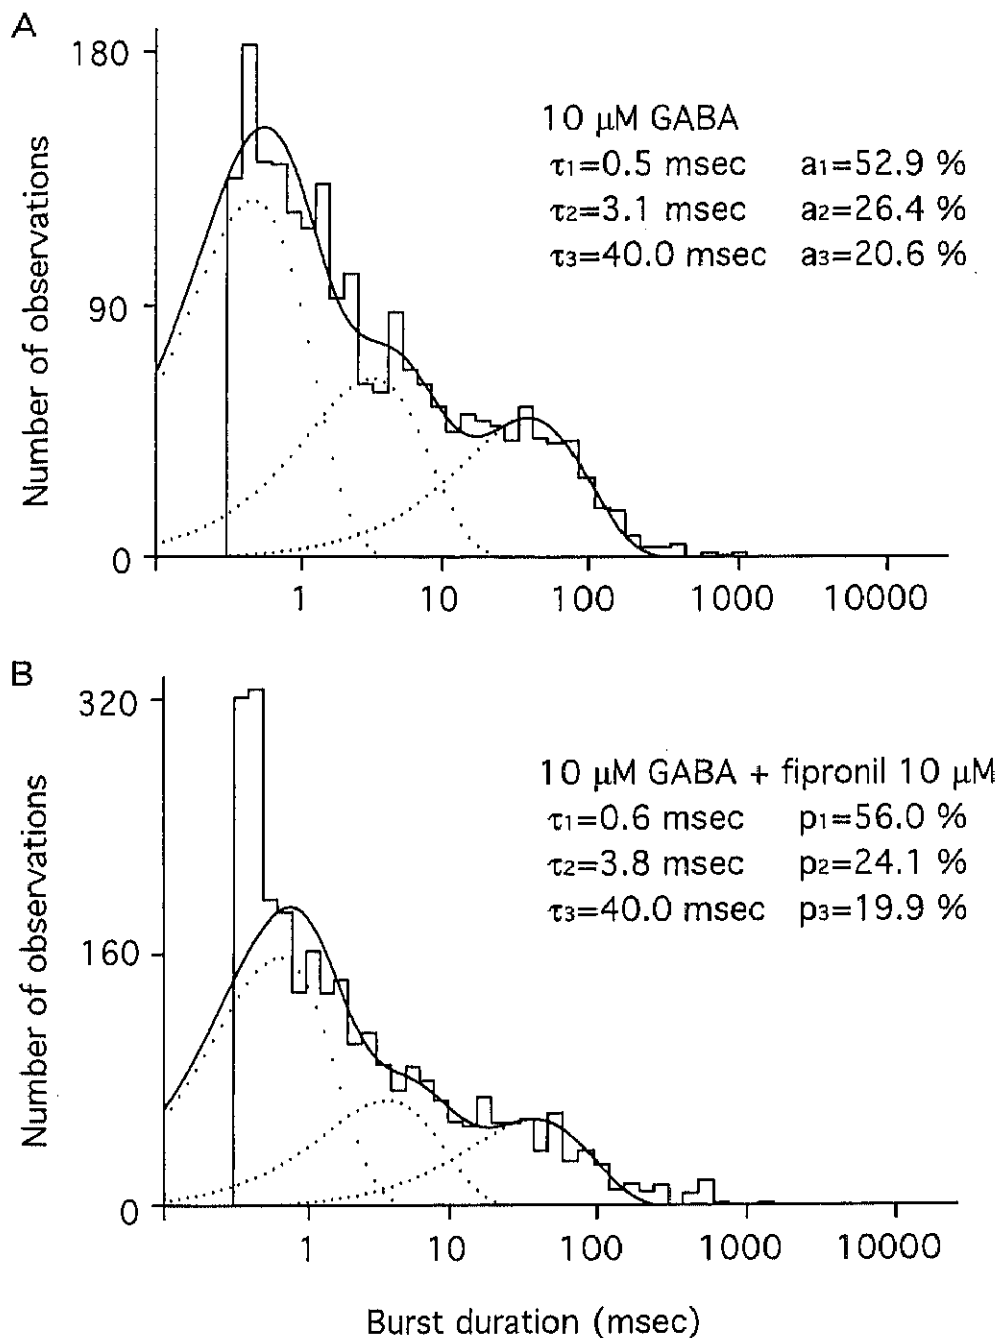 A
180
90
0
Number of observations
10 μM GABA
τ1=0.5 msec a1=52.9 %
τ2=3.1 msec a2=26.4 %
τ3=40.0 msec a3=20.6 %
1 10 100 1000 10000
B
320
160
0
Number of observations
10 μM GABA + fipronil 10 μM
τ1=0.6 msec p1=56.0 %
τ2=3.8 msec p2=24.1 %
τ3=40.0 msec p3=19.9 %
1 10 100 1000 10000
Burst duration (msec)